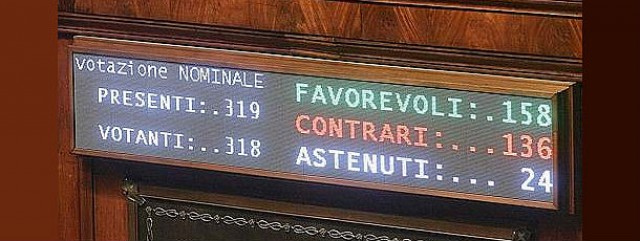 Votazione NOMINALE
PRESENTI:.319
VOTANTI:..318
FAVOREVOLI:.158
CONTRARI:...136
ASTENUTI:... 24